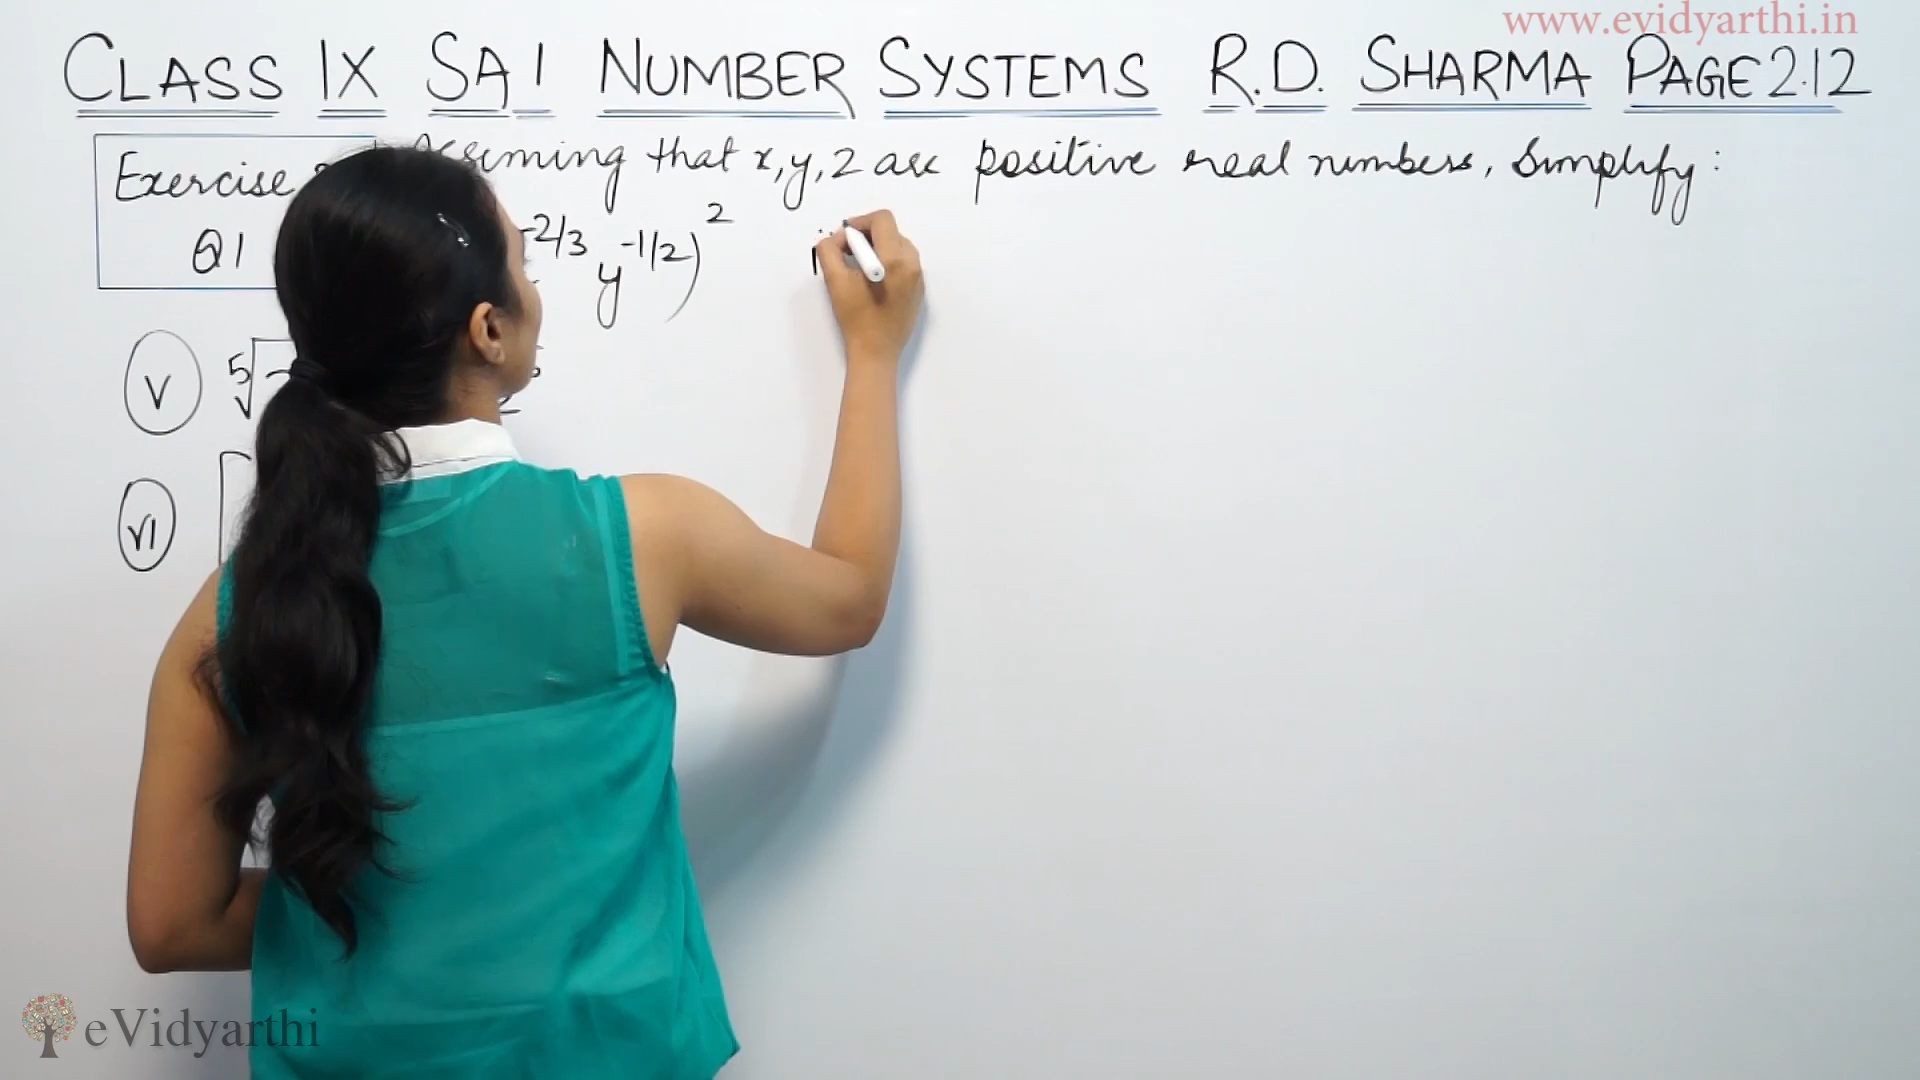 www.evidyarthi.in
CLASS IX SA1 NUMBER SYSTEMS R.D. SHARMA PAGE 2.12
Exercise that x, y, z are positive real numbers, simplify:
Q1 -2/3 y -1/2) 2
V 5√
VI
eVidyarthi